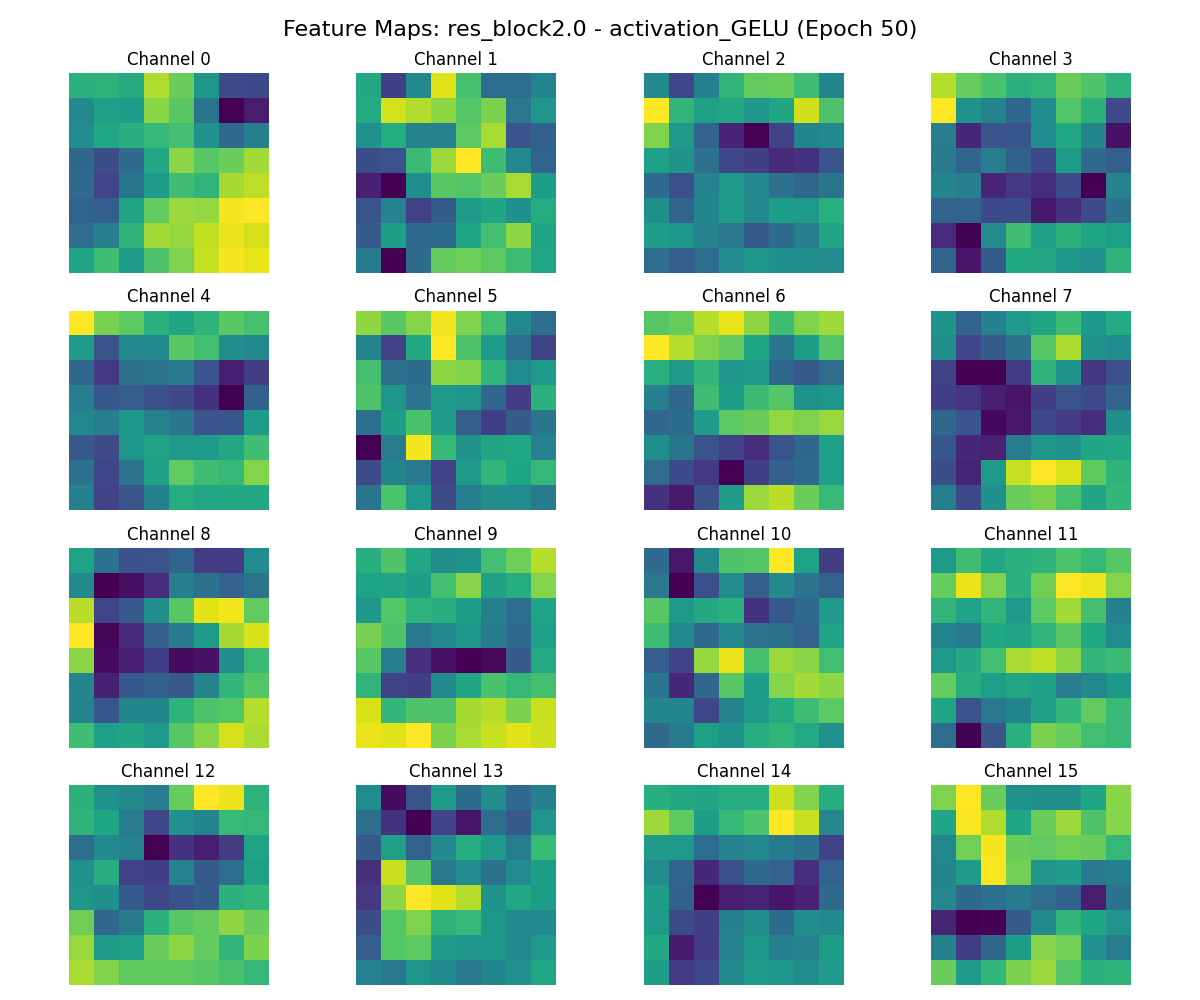 Feature Maps: res_block2.0 - activation_GELU (Epoch 50)
Channel 0
Channel 1
Channel 2
Channel 3
Channel 4
Channel 5
Channel 6
Channel 7
Channel 8
Channel 9
Channel 10
Channel 11
Channel 12
Channel 13
Channel 14
Channel 15